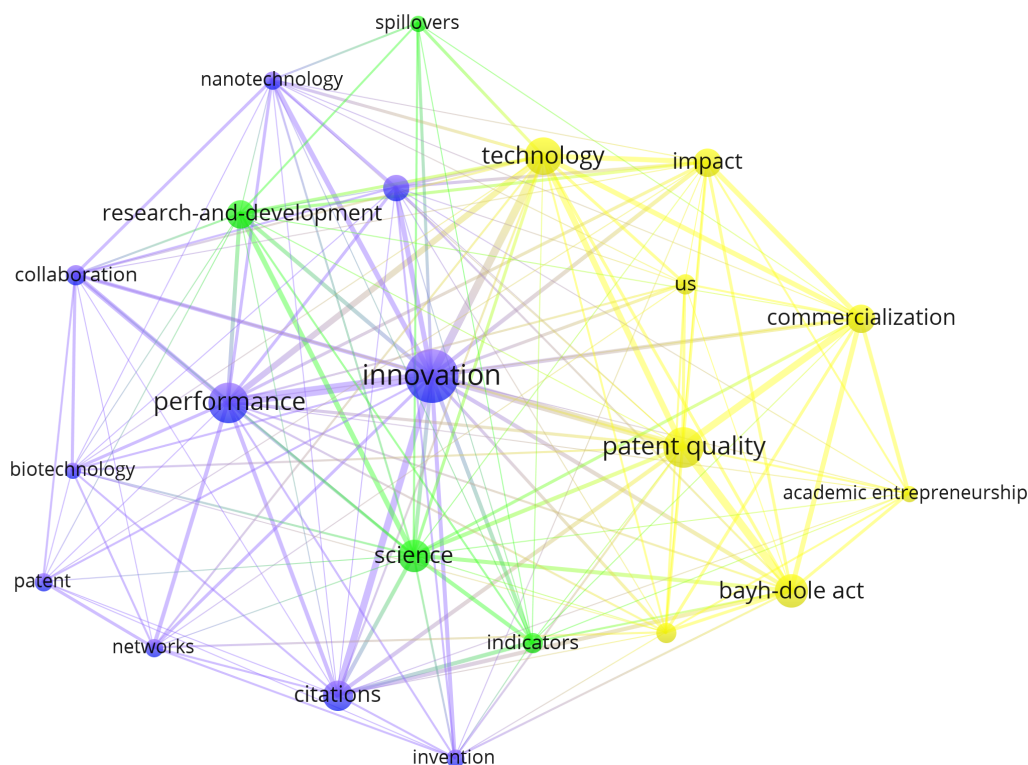 spillovers
nanotechnology
technology
impact
research-and-development
collaboration
us
commercialization
innovation
performance
patent quality
biotechnology
academic entrepreneurship
science
patent
bayh-dole act
networks
indicators
citations
invention